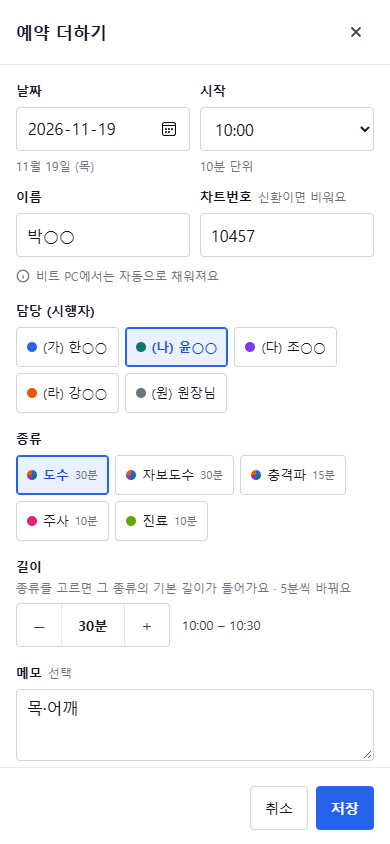 예약 더하기 ✕
날짜 시작
2026-11-19 10:00
11월 19일 (목) 10분 단위
이름 차트번호 신환이면 비워요
박○○ 10457
비트 PC에서는 자동으로 채워져요
담당 (시행자)
(가) 한○○ (나) 윤○○ (다) 조○○
(라) 강○○ (원) 원장님
종류
도수 30분 자보도수 30분 충격파 15분
주사 10분 진료 10분
길이
종류를 고르면 그 종류의 기본 길이가 들어가요 · 5분씩 바꿔요
− 30분 + 10:00 – 10:30
메모 선택
목·어깨
취소 저장